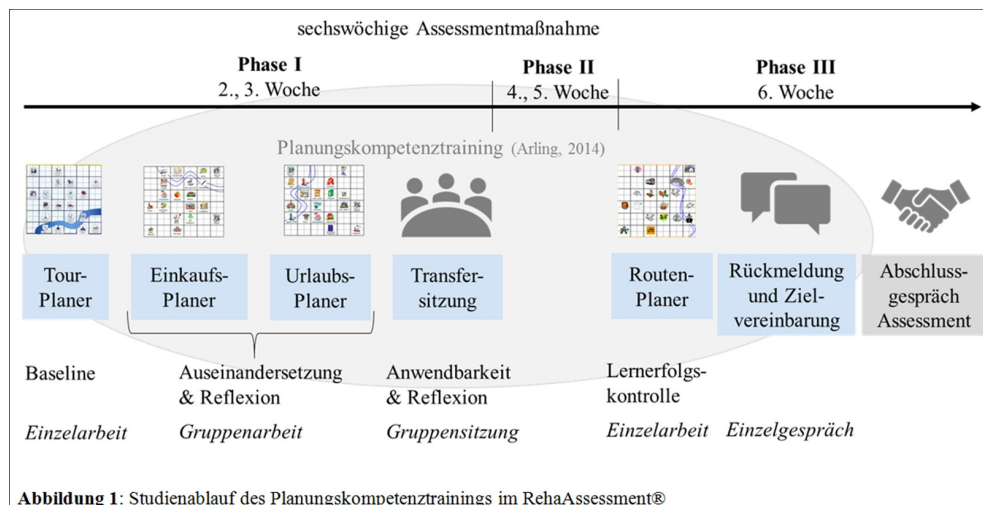 sechswöchige Assessmentmaßnahme
Phase I
2., 3. Woche
Phase II
4., 5. Woche
Phase III
6. Woche
Planungskompetenztraining (Arling, 2014)
Tour-
Planer
Einkaufs-
Planer
Urlaubs-
Planer
Transfer-
sitzung
Routen-
Planer
Rückmeldung
und Ziel-
vereinbarung
Abschluss-
gespräch
Assessment
Baseline
Auseinandersetzung
& Reflexion
Anwendbarkeit
& Reflexion
Lernerfolgs-
kontrolle
Einzelarbeit
Gruppenarbeit
Gruppensitzung
Einzelarbeit
Einzelgespräch
Abbildung 1: Studienablauf des Planungskompetenztrainings im RehaAssessment®